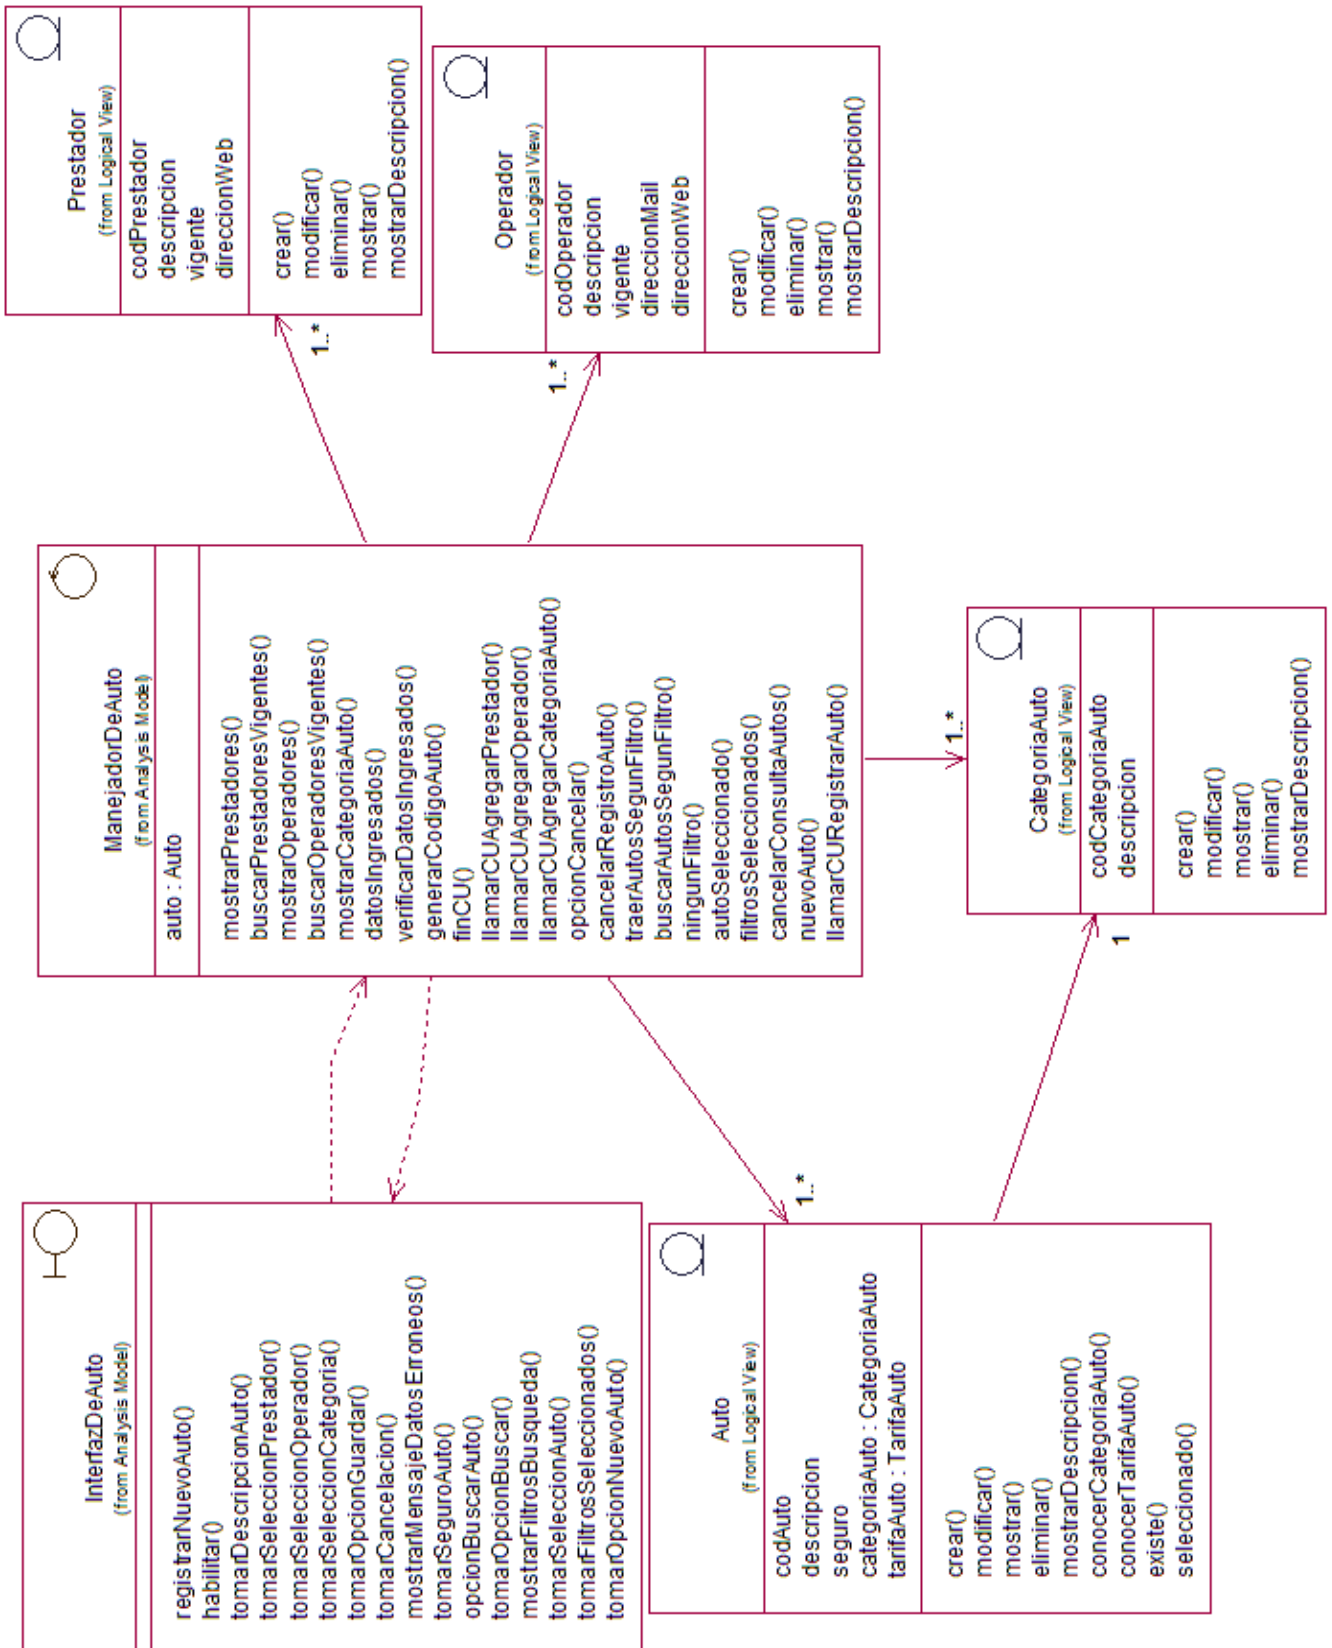 InterfazDeAuto
(from Analysis Model)
registrarNuevoAuto()
habilitar()
tomarDescripcionAuto()
tomarSeleccionPrestador()
tomarSeleccionOperador()
tomarSeleccionCategoria()
tomarOpcionGuardar()
tomarCancelacion()
mostrarMensajeDatosErroneos()
tomarSeguroAuto()
opcionBuscarAuto()
tomarOpcionBuscar()
mostrarFiltrosBusqueda()
tomarSeleccionAuto()
tomarFiltrosSeleccionados()
tomarOpcionNuevoAuto()
ManejadorDeAuto
(from Analysis Model)
auto : Auto
mostrarPrestadores()
buscarPrestadoresVigentes()
mostrarOperadores()
buscarOperadoresVigentes()
mostrarCategoriaAuto()
datosIngresados()
verificarDatosIngresados()
generarCodigoAuto()
finCU()
llamarCUAgregarPrestador()
llamarCUAgregarOperador()
llamarCUAgregarCategoriaAuto()
opcionCancelar()
cancelarRegistroAuto()
traerAutosSegunFiltro()
buscarAutosSegunFiltro()
ningunFiltro()
autoSeleccionado()
filtrosSeleccionados()
cancelarConsultaAutos()
nuevoAuto()
llamarCURegistrarAuto()
Prestador
(from Logical View)
codPrestador
descripcion
vigente
direccionWeb
crear()
modificar()
eliminar()
mostrar()
mostrarDescripcion()
1..*
Operador
(from Logical View)
codOperador
descripcion
vigente
direccionMail
direccionWeb
crear()
modificar()
eliminar()
mostrar()
mostrarDescripcion()
1..*
Auto
(from Logical View)
codAuto
descripcion
seguro
categoriaAuto : CategoriaAuto
tarifaAuto : TarifaAuto
crear()
modificar()
mostrar()
eliminar()
mostrarDescripcion()
conocerCategoriaAuto()
conocerTarifaAuto()
existe()
seleccionado()
1..*
CategoriaAuto
(from Logical View)
codCategoriaAuto
descripcion
crear()
modificar()
mostrar()
eliminar()
mostrarDescripcion()
1..*
1